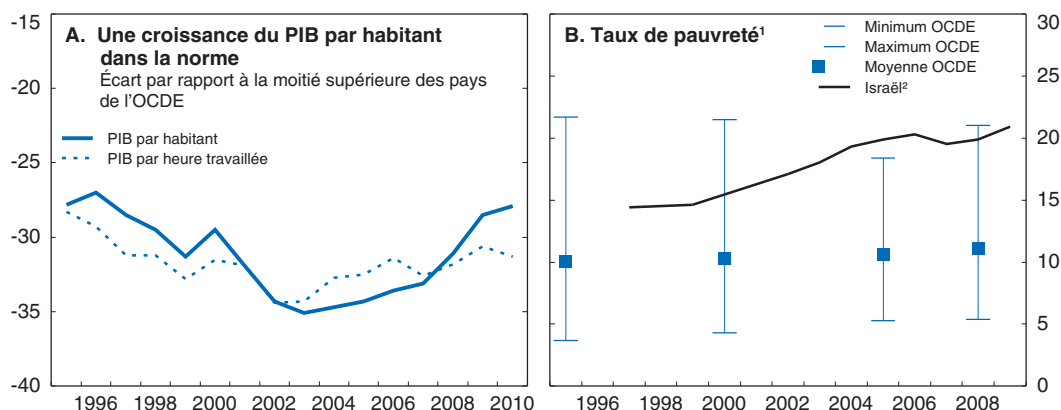 A. Une croissance du PIB par habitant
dans la norme
Écart par rapport à la moitié supérieure des pays
de l'OCDE
PIB par habitant
PIB par heure travaillée
-15
-20
-25
-30
-35
-40
1996 1998 2000 2002 2004 2006 2008 2010
B. Taux de pauvreté¹
Minimum OCDE
Maximum OCDE
Moyenne OCDE
Israël²
30
25
20
15
10
5
0
1996 1998 2000 2002 2004 2006 2008